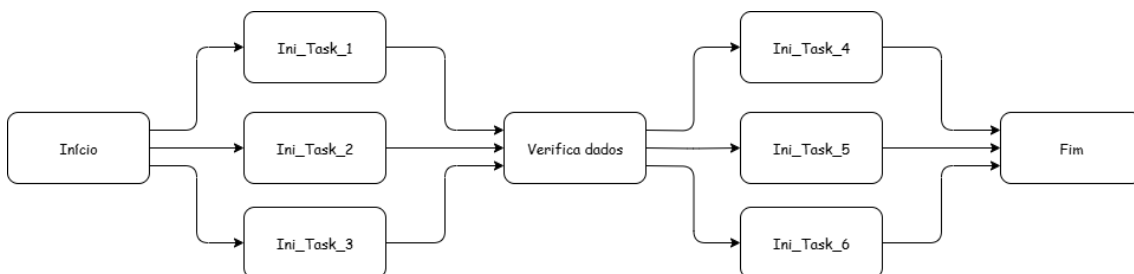 Início
Ini_Task_1
Ini_Task_2
Ini_Task_3
Verifica dados
Ini_Task_4
Ini_Task_5
Ini_Task_6
Fim